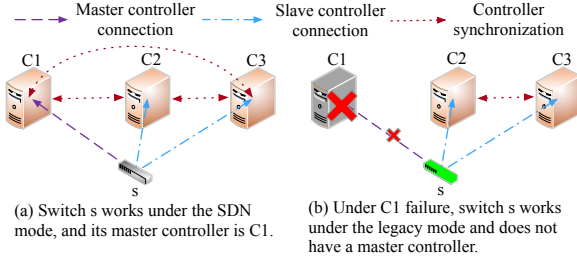 Master controller connection
Slave controller connection
Controller synchronization
C1 C2 C3
C1 C2 C3
s
s
(a) Switch s works under the SDN
mode, and its master controller is C1.
(b) Under C1 failure, switch s works
under the legacy mode and does not
have a master controller.